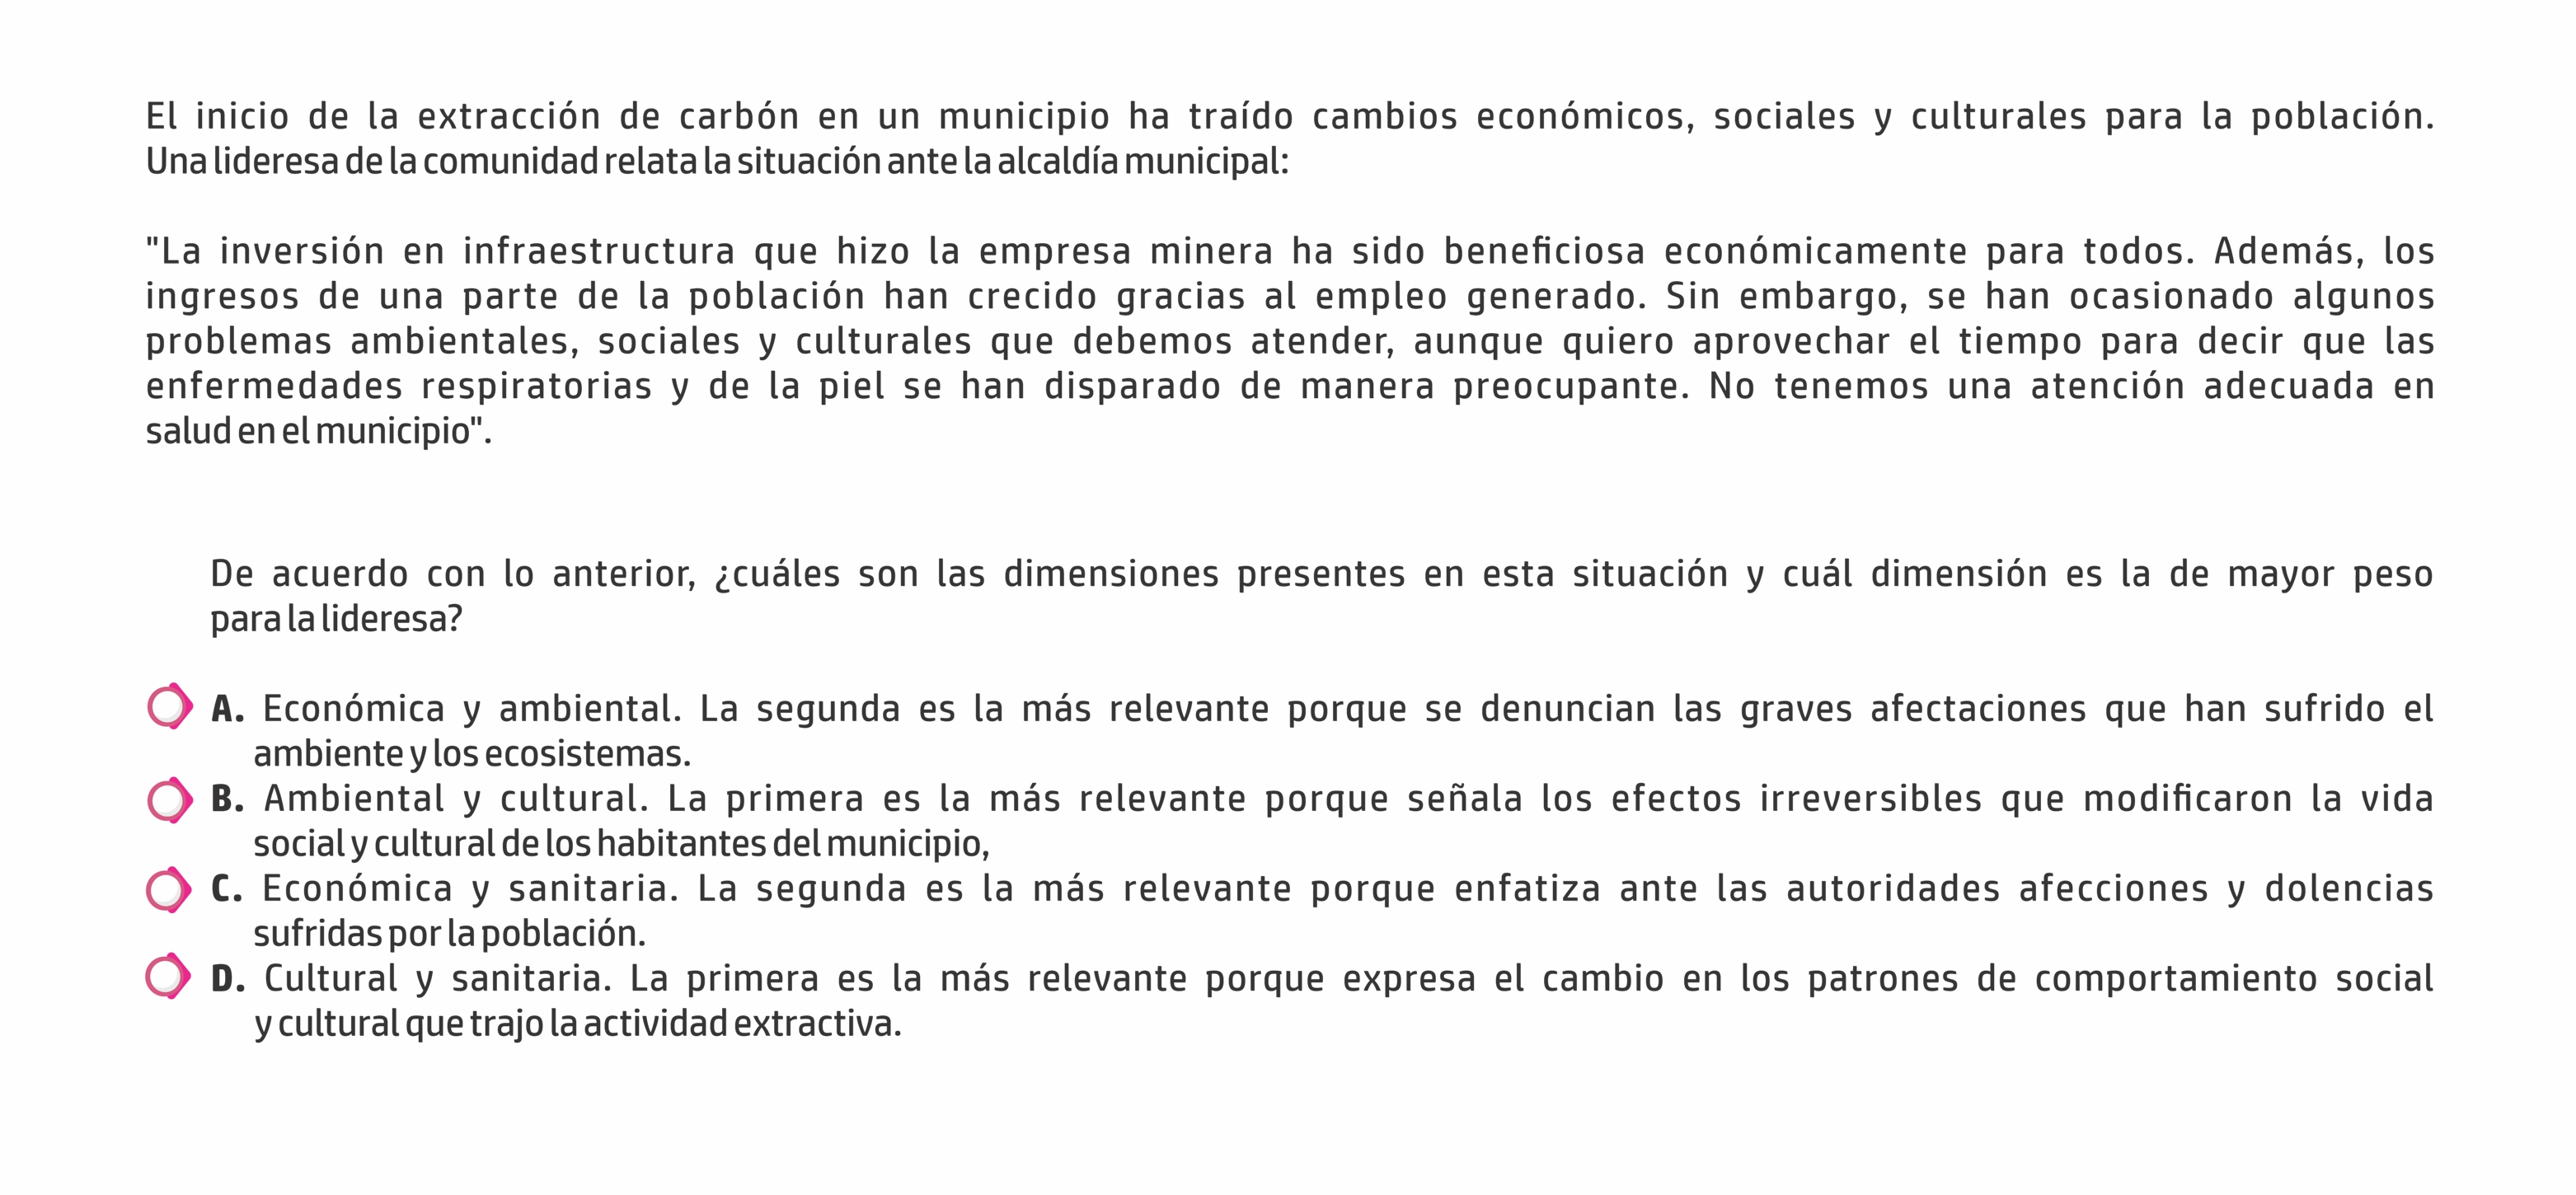 El inicio de la extracción de carbón en un municipio ha traído cambios económicos, sociales y culturales para la población.
Una lideresa de la comunidad relata la situación ante la alcaldía municipal:
"La inversión en infraestructura que hizo la empresa minera ha sido beneficiosa económicamente para todos. Además, los
ingresos de una parte de la población han crecido gracias al empleo generado. Sin embargo, se han ocasionado algunos
problemas ambientales, sociales y culturales que debemos atender, aunque quiero aprovechar el tiempo para decir que las
enfermedades respiratorias y de la piel se han disparado de manera preocupante. No tenemos una atención adecuada en
salud en el municipio".
De acuerdo con lo anterior, ¿cuáles son las dimensiones presentes en esta situación y cuál dimensión es la de mayor peso
para la lideresa?
A. Económica y ambiental. La segunda es la más relevante porque se denuncian las graves afectaciones que han sufrido el
ambiente y los ecosistemas.
B. Ambiental y cultural. La primera es la más relevante porque señala los efectos irreversibles que modificaron la vida
social y cultural de los habitantes del municipio,
C. Económica y sanitaria. La segunda es la más relevante porque enfatiza ante las autoridades afecciones y dolencias
sufridas por la población.
D. Cultural y sanitaria. La primera es la más relevante porque expresa el cambio en los patrones de comportamiento social
y cultural que trajo la actividad extractiva.